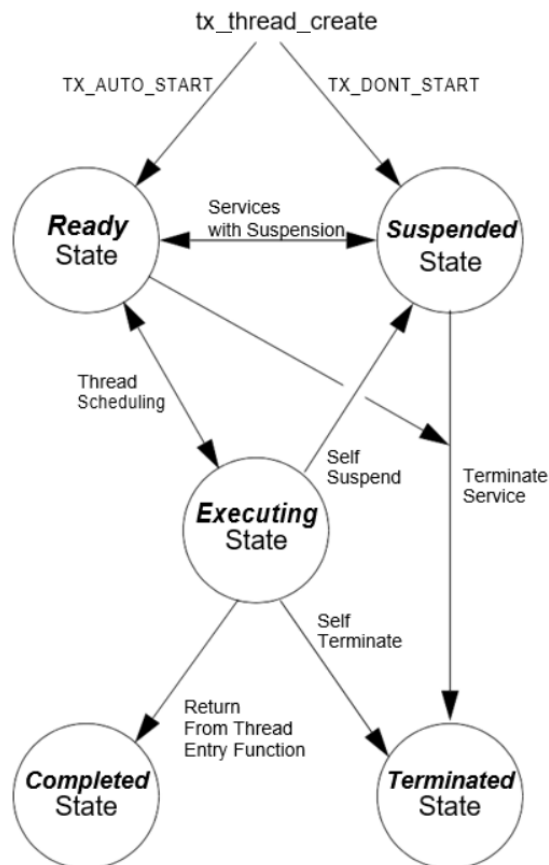 tx_thread_create
TX_AUTO_START
TX_DONT_START
Ready
State
Services
with Suspension
Suspended
State
Thread
Scheduling
Self
Suspend
Terminate
Service
Executing
State
Self
Terminate
Return
From Thread
Entry Function
Completed
State
Terminated
State